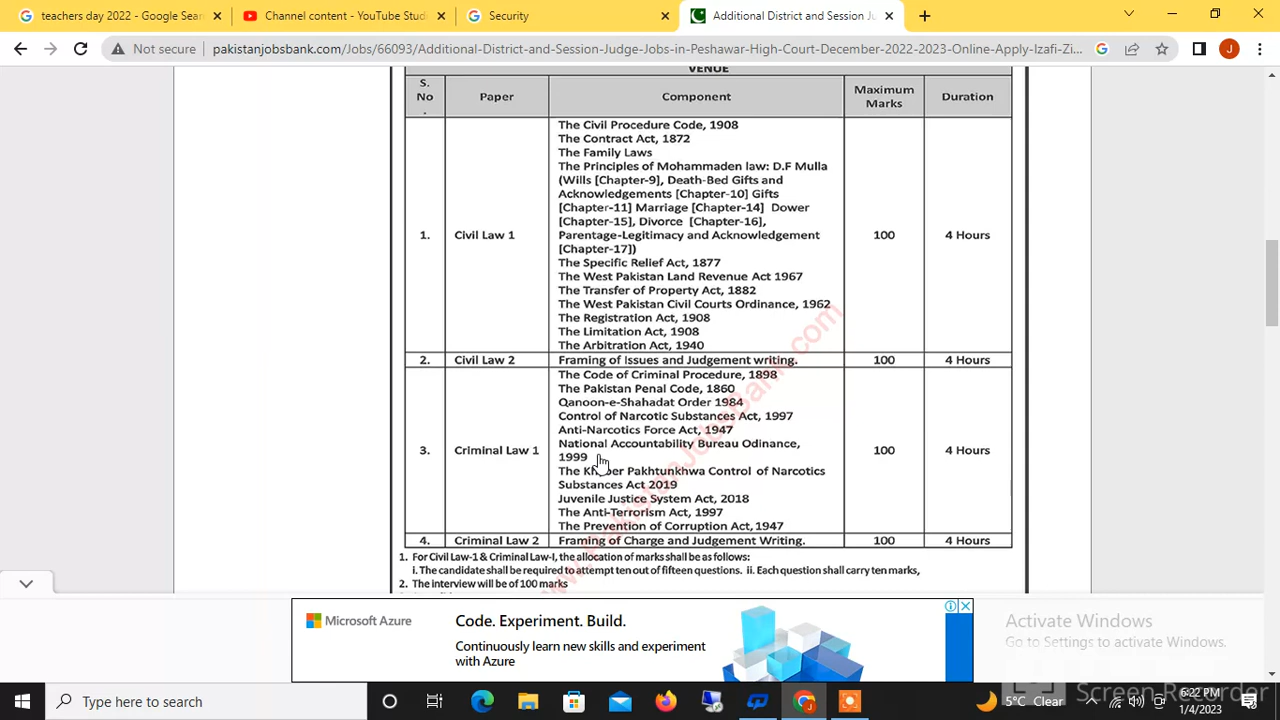 teachers day 2022 - Google Sear
Channel content - YouTube Stud
Security
Additional District and Session Ju
Not secure
pakistanjobsbank.com/Jobs/66093/Additional-District-and-Session-Judge-Jobs-in-Peshawar-High-Court-December-2022-2023-Online-Apply-Izafi-Zi...
J
VENUE
S. No . Paper Component Maximum Marks Duration
1. Civil Law 1
The Civil Procedure Code, 1908
The Contract Act, 1872
The Family Laws
The Principles of Mohammaden law: D.F Mulla
(Wills [Chapter-9], Death-Bed Gifts and
Acknowledgements [Chapter-10] Gifts
[Chapter-11] Marriage [Chapter-14] Dower
[Chapter-15], Divorce [Chapter-16],
Parentage-Legitimacy and Acknowledgement
[Chapter-17])
The Specific Relief Act, 1877
The West Pakistan Land Revenue Act 1967
The Transfer of Property Act, 1882
The West Pakistan Civil Courts Ordinance, 1962
The Registration Act, 1908
The Limitation Act, 1908
The Arbitration Act, 1940
100 4 Hours
2. Civil Law 2 Framing of Issues and Judgement writing. 100 4 Hours
3. Criminal Law 1
The Code of Criminal Procedure, 1898
The Pakistan Penal Code, 1860
Qanoon-e-Shahadat Order 1984
Control of Narcotic Substances Act, 1997
Anti-Narcotics Force Act, 1947
National Accountability Bureau Odinance,
1999
The Khyber Pakhtunkhwa Control of Narcotics
Substances Act 2019
Juvenile Justice System Act, 2018
The Anti-Terrorism Act, 1997
The Prevention of Corruption Act, 1947
100 4 Hours
4. Criminal Law 2 Framing of Charge and Judgement Writing. 100 4 Hours
www.PakistanJobsBank.com
1. For Civil Law-1 & Criminal Law-I, the allocation of marks shall be as follows:
i. The candidate shall be required to attempt ten out of fifteen questions. ii. Each question shall carry ten marks,
2. The interview will be of 100 marks
Microsoft Azure
Code. Experiment. Build.
Continuously learn new skills and experiment
with Azure
Activate Windows
Go to Settings to activate Windows.
Screen Recorder
Type here to search
5°C Clear
6:22 PM
1/4/2023